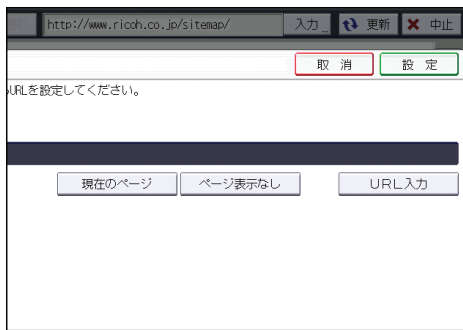 http://www.ricoh.co.jp/sitemap/ 入力 更新 中止
取 消 設 定
URLを設定してください。
現在のページ ページ表示なし URL入力